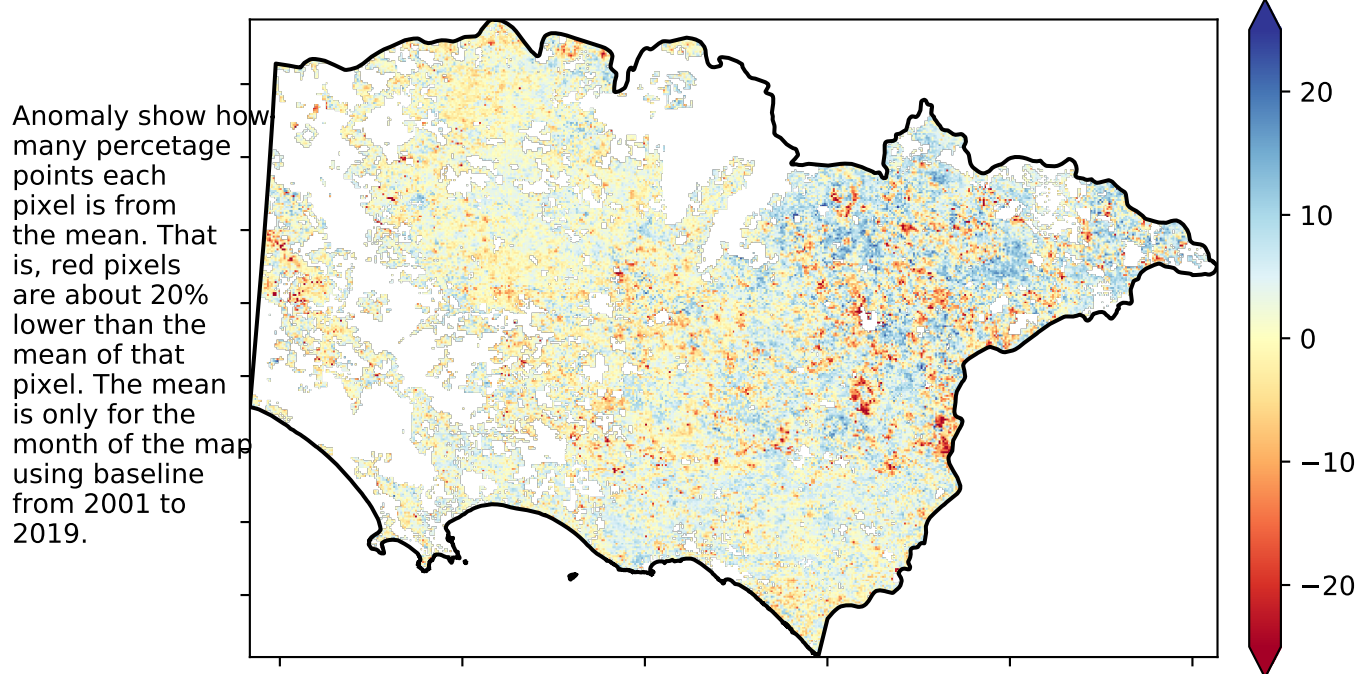 Anomaly show how
many percetage
points each
pixel is from
the mean. That
is, red pixels
are about 20%
lower than the
mean of that
pixel. The mean
is only for the
month of the map
using baseline
from 2001 to
2019.
20
10
0
−10
−20